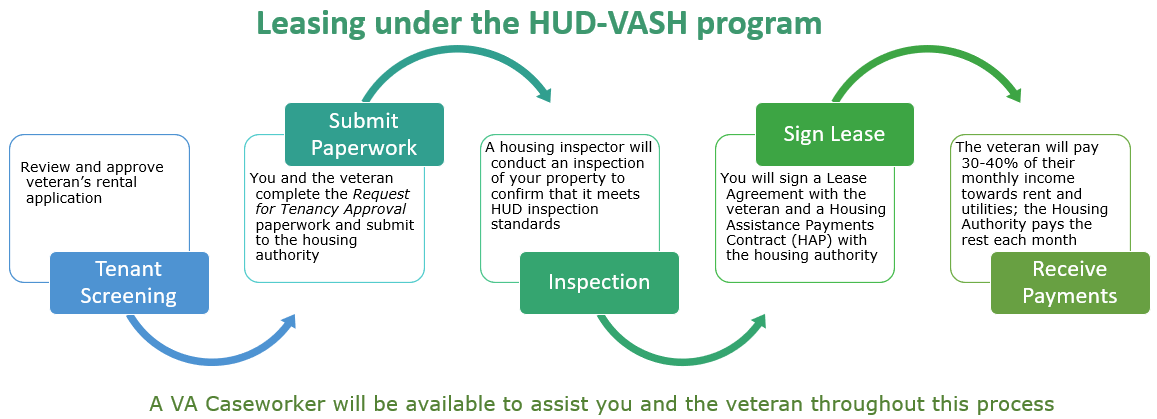 Leasing under the HUD-VASH program
Review and approve
veteran's rental
application
Tenant
Screening
Submit
Paperwork
You and the veteran
complete the Request
for Tenancy Approval
paperwork and submit
to the housing
authority
A housing inspector will
conduct an inspection
of your property to
confirm that it meets
HUD inspection
standards
Inspection
Sign Lease
You will sign a Lease
Agreement with the
veteran and a Housing
Assistance Payments
Contract (HAP) with
the housing authority
The veteran will pay
30-40% of their
monthly income
towards rent and
utilities; the Housing
Authority pays the
rest each month
Receive
Payments
A VA Caseworker will be available to assist you and the veteran throughout this process